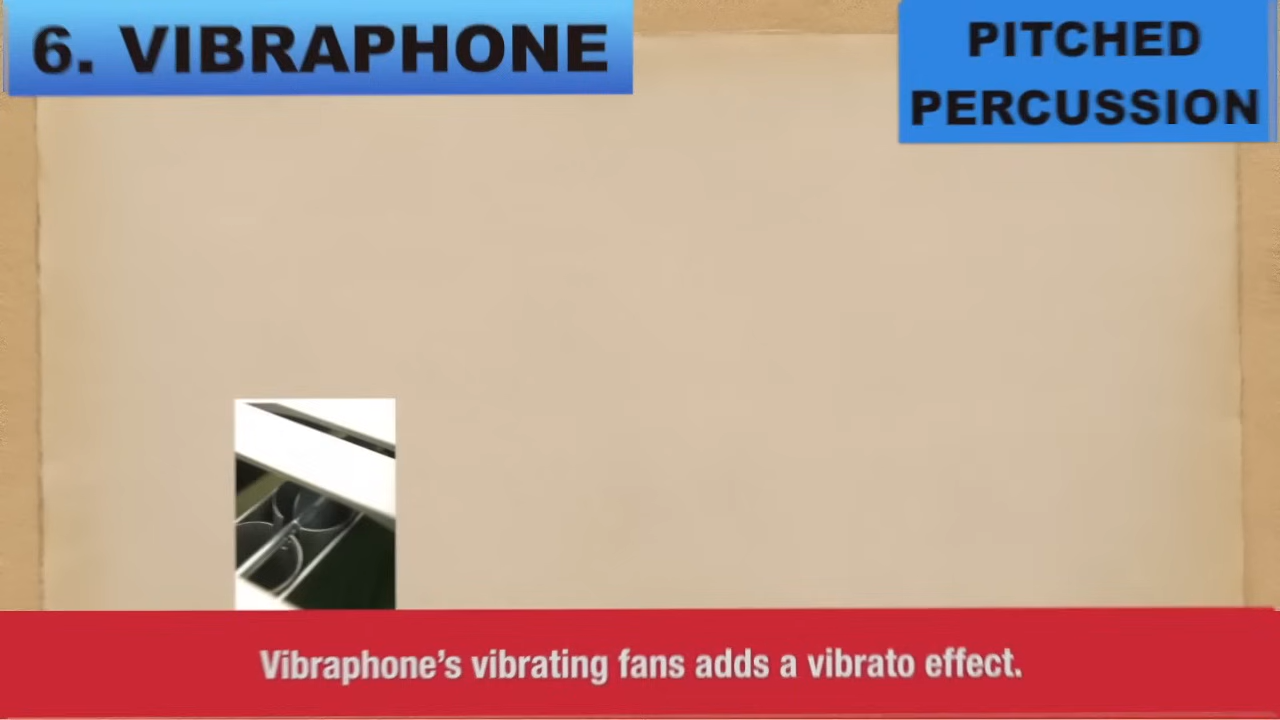 6. VIBRAPHONE
PITCHED
PERCUSSION
Vibraphone's vibrating fans adds a vibrato effect.